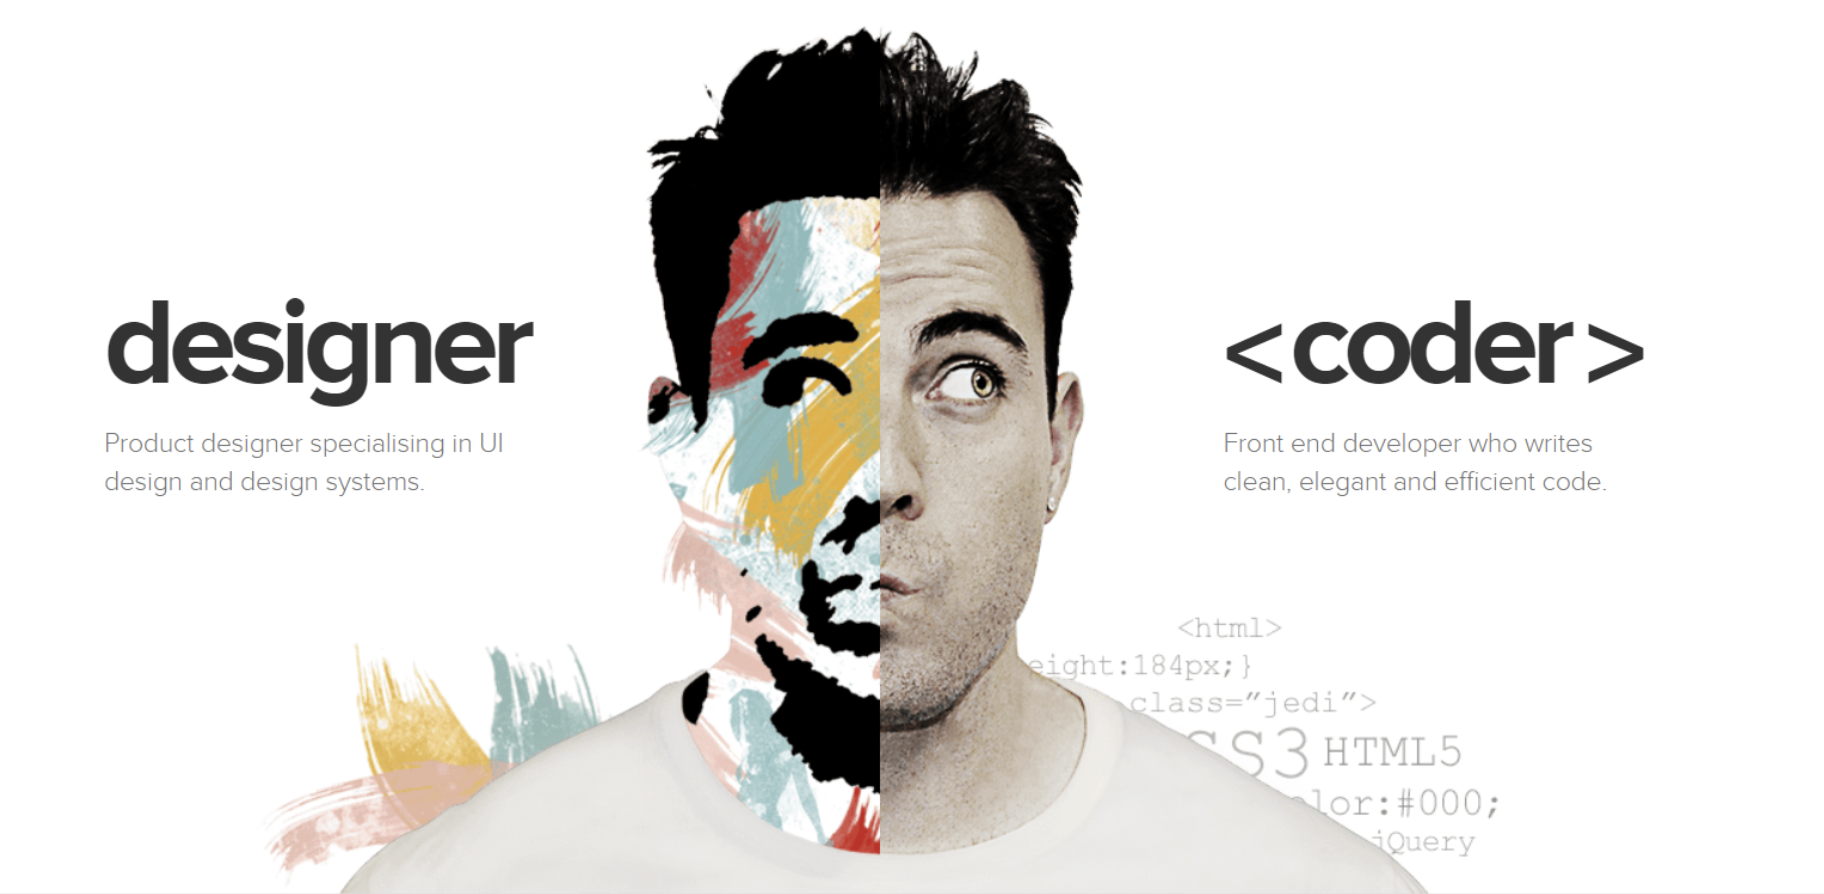 designer
Product designer specialising in UI
design and design systems.
<coder>
Front end developer who writes
clean, elegant and efficient code.
<html>
eight:184px;}
class="jedi">
SS3 HTML5
lor:#000;
jQuery